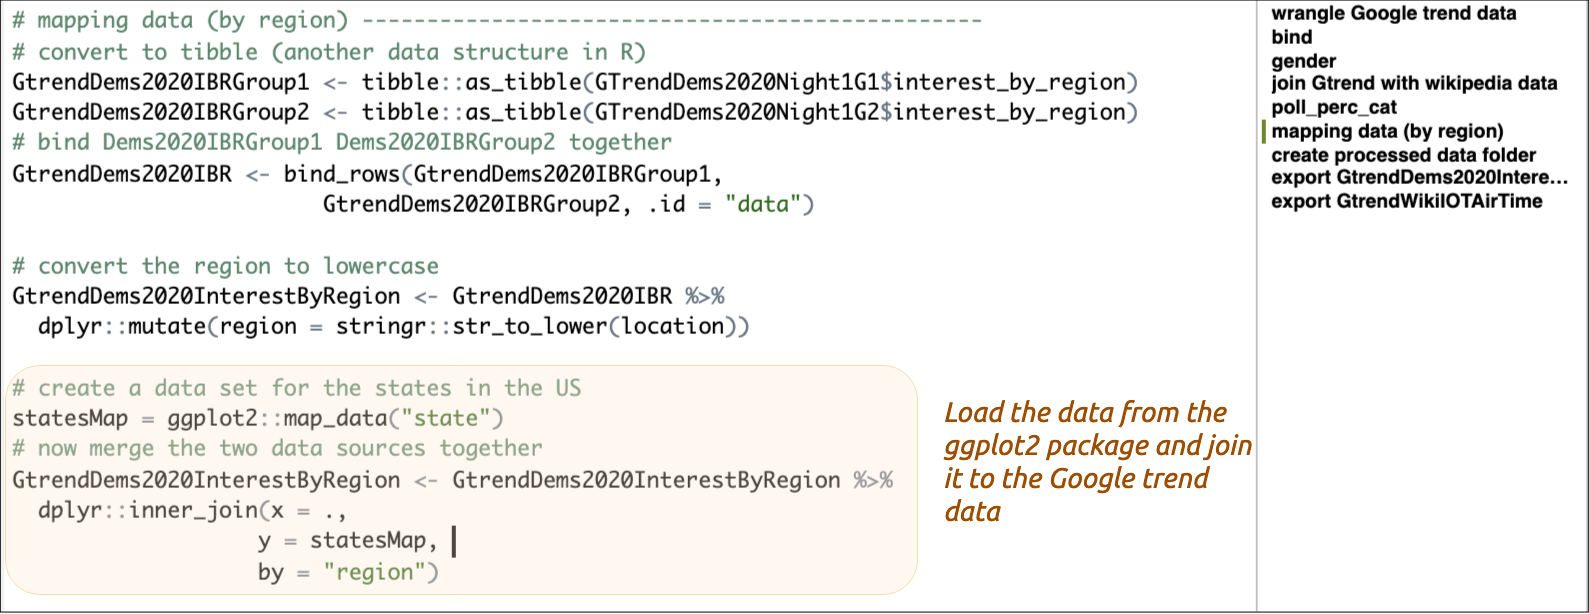 # mapping data (by region) ------------------------------------------------
# convert to tibble (another data structure in R)
GtrendDems2020IBRGroup1 <- tibble::as_tibble(GTrendDems2020Night1G1$interest_by_region)
GtrendDems2020IBRGroup2 <- tibble::as_tibble(GTrendDems2020Night1G2$interest_by_region)
# bind Dems2020IBRGroup1 Dems2020IBRGroup2 together
GtrendDems2020IBR <- bind_rows(GtrendDems2020IBRGroup1,
GtrendDems2020IBRGroup2, .id = "data")
# convert the region to lowercase
GtrendDems2020InterestByRegion <- GtrendDems2020IBR %>%
dplyr::mutate(region = stringr::str_to_lower(location))
# create a data set for the states in the US
statesMap = ggplot2::map_data("state")
# now merge the two data sources together
GtrendDems2020InterestByRegion <- GtrendDems2020InterestByRegion %>%
dplyr::inner_join(x = .,
y = statesMap,
by = "region")
Load the data from the
ggplot2 package and join
it to the Google trend
data
wrangle Google trend data
bind
gender
join Gtrend with wikipedia data
poll_perc_cat
mapping data (by region)
create processed data folder
export GtrendDems2020Intere...
export GtrendWikiIOTAirTime